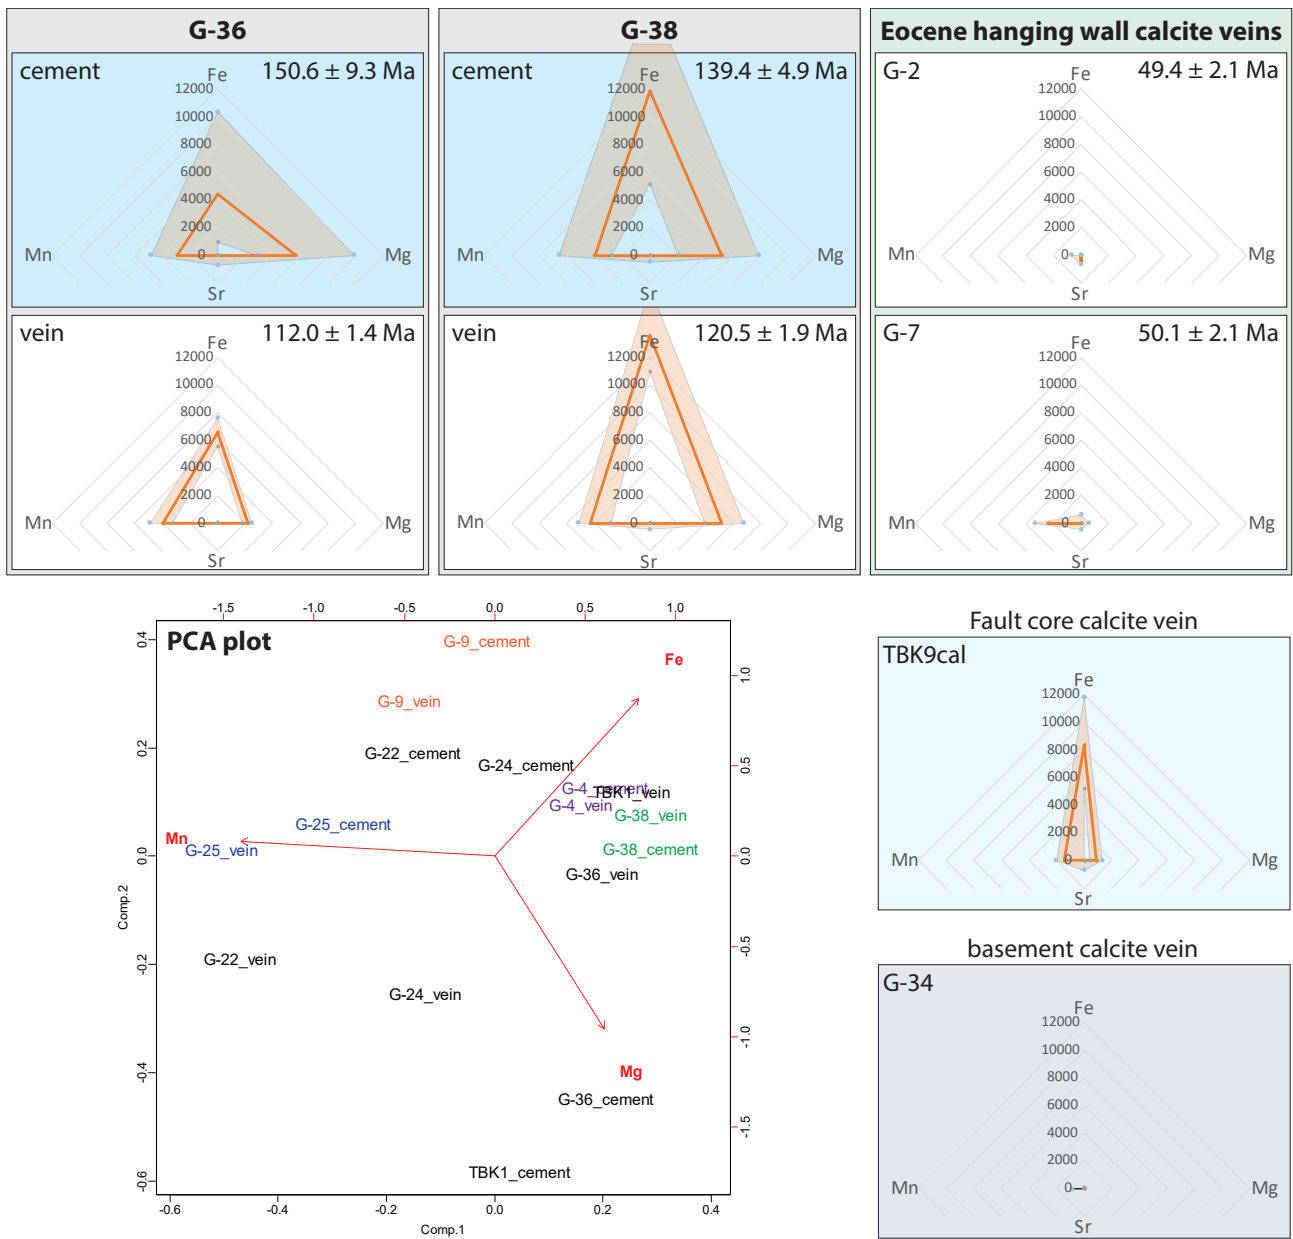 G-36
cement
150.6 ± 9.3 Ma
Fe
12000
10000
8000
6000
4000
2000
0
Mn
Mg
Sr
vein
112.0 ± 1.4 Ma
Fe
12000
10000
8000
6000
4000
2000
0
Mn
Mg
Sr
G-38
cement
139.4 ± 4.9 Ma
Fe
12000
10000
8000
6000
4000
2000
0
Mn
Mg
Sr
vein
120.5 ± 1.9 Ma
Fe
12000
10000
8000
6000
4000
2000
0
Mn
Mg
Sr
Eocene hanging wall calcite veins
G-2
49.4 ± 2.1 Ma
Fe
12000
10000
8000
6000
4000
2000
0
Mn
Mg
Sr
G-7
50.1 ± 2.1 Ma
Fe
12000
10000
8000
6000
4000
2000
0
Mn
Mg
Sr
-1.5 -1.0 -0.5 0.0 0.5 1.0
PCA plot
G-9_cement
Fe
G-9_vein
G-22_cement
G-24_cement
G-4_cement
TBK1_vein
G-4_vein
G-38_vein
G-25_cement
Mn
G-25_vein
G-38_cement
G-36_vein
G-22_vein
G-24_vein
Mg
G-36_cement
TBK1_cement
0.4
0.2
0.0
-0.2
-0.4
-0.6
Comp.2
1.0
0.5
0.0
-0.5
-1.0
-1.5
-0.6 -0.4 -0.2 0.0 0.2 0.4
Comp.1
Fault core calcite vein
TBK9cal
Fe
12000
10000
8000
6000
4000
2000
0
Mn
Mg
Sr
basement calcite vein
G-34
Fe
12000
10000
8000
6000
4000
2000
0
Mn
Mg
Sr